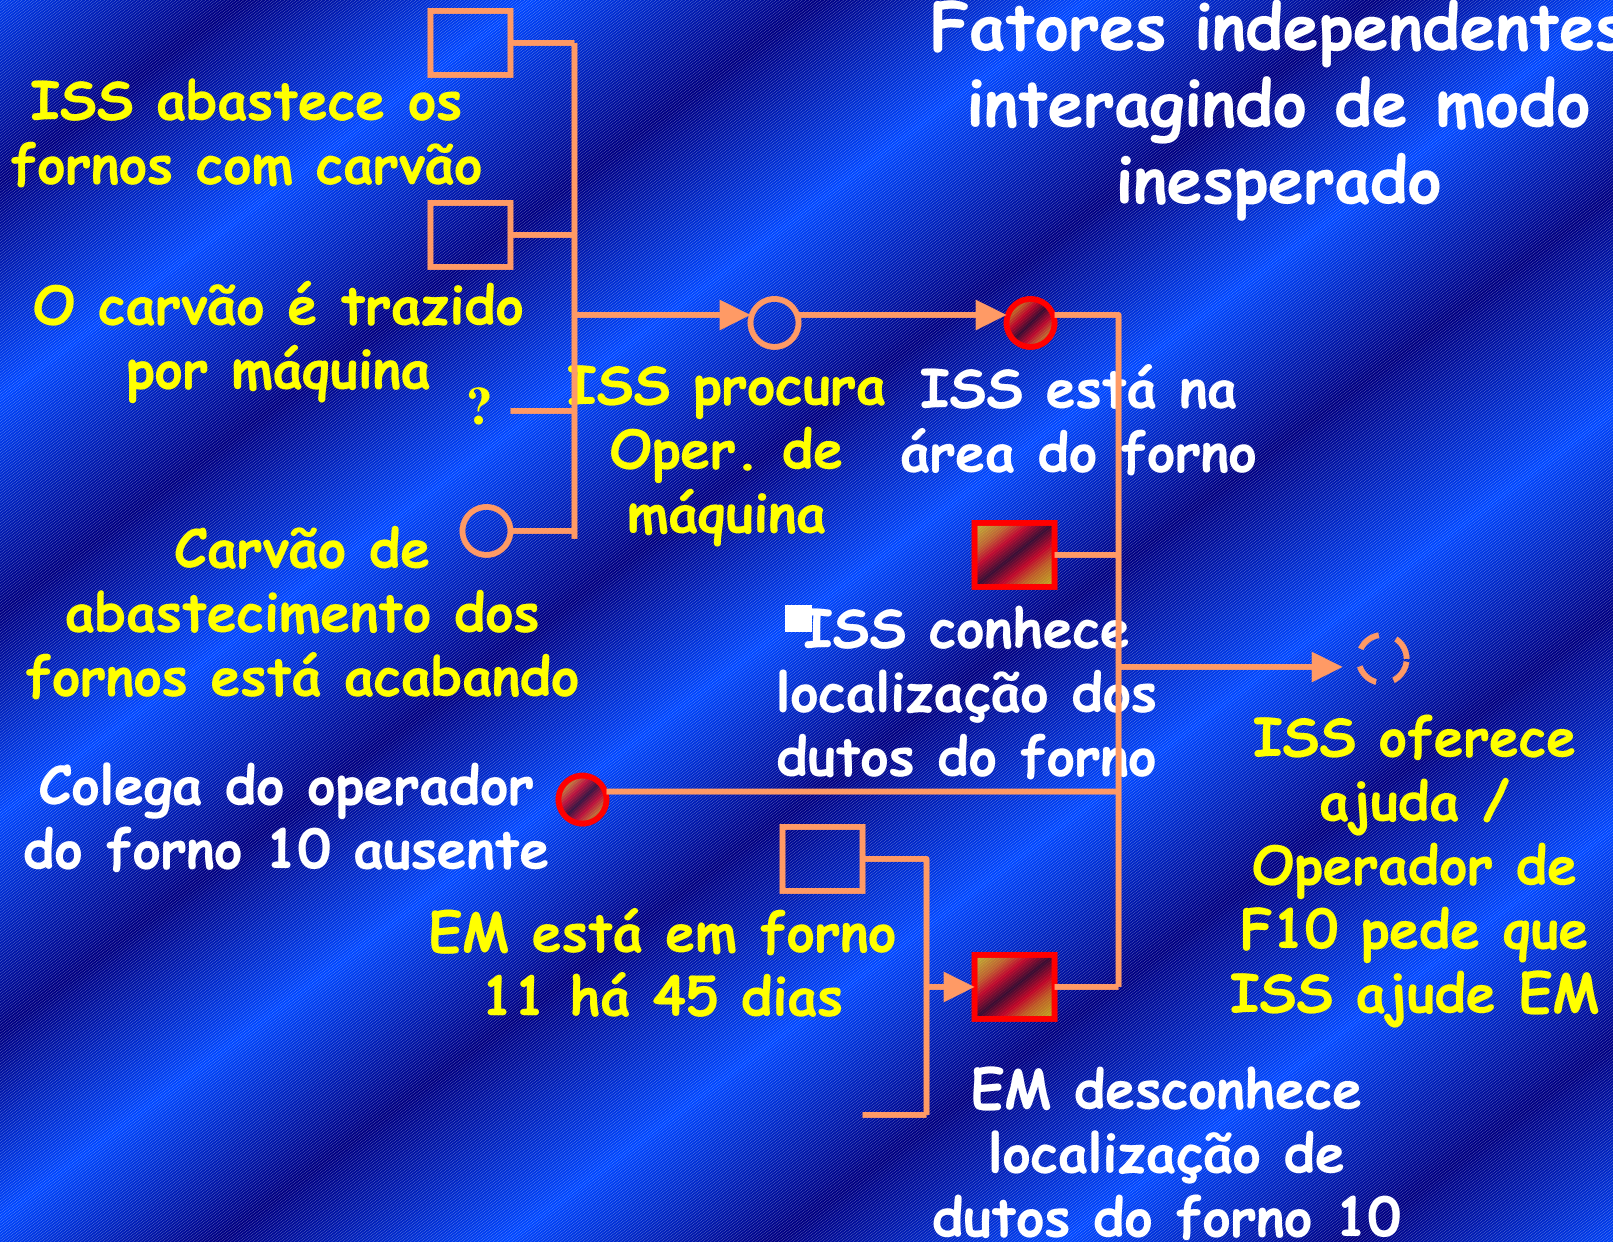 Fatores independentes
interagindo de modo
inesperado
ISS abastece os
fornos com carvão
O carvão é trazido
por máquina
?
ISS procura
Oper. de
máquina
ISS está na
área do forno
Carvão de
abastecimento dos
fornos está acabando
ISS conhece
localização dos
dutos do forno
Colega do operador
do forno 10 ausente
ISS oferece
ajuda /
Operador de
F10 pede que
ISS ajude EM
EM está em forno
11 há 45 dias
EM desconhece
localização de
dutos do forno 10